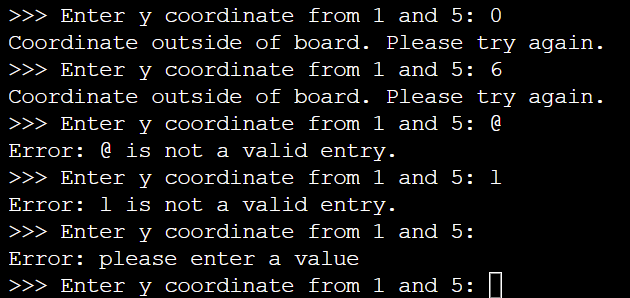 >>> Enter y coordinate from 1 and 5: 0
Coordinate outside of board. Please try again.
>>> Enter y coordinate from 1 and 5: 6
Coordinate outside of board. Please try again.
>>> Enter y coordinate from 1 and 5: @
Error: @ is not a valid entry.
>>> Enter y coordinate from 1 and 5: l
Error: l is not a valid entry.
>>> Enter y coordinate from 1 and 5:
Error: please enter a value
>>> Enter y coordinate from 1 and 5: